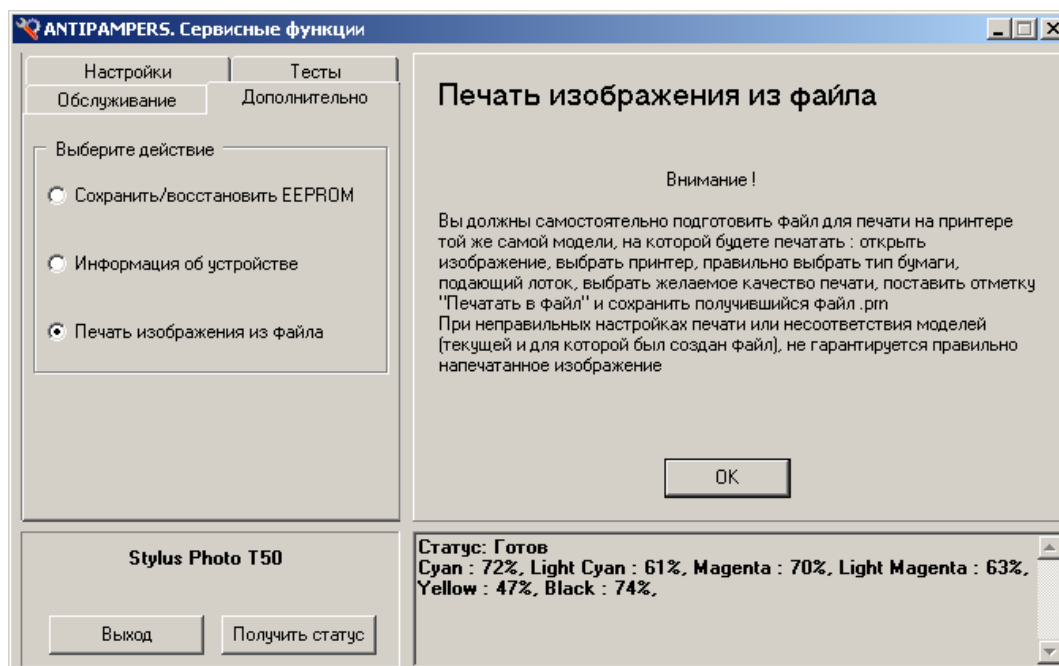 ANTIPAMPERS. Сервисные функции
Настройки
Тесты
Обслуживание
Дополнительно
Выберите действие
Сохранить/восстановить EEPROM
Информация об устройстве
Печать изображения из файла
Печать изображения из файла
Внимание !
Вы должны самостоятельно подготовить файл для печати на принтере
той же самой модели, на которой будете печатать : открыть
изображение, выбрать принтер, правильно выбрать тип бумаги,
подающий лоток, выбрать желаемое качество печати, поставить отметку
"Печатать в файл" и сохранить получившийся файл .prn
При неправильных настройках печати или несоответствия моделей
(текущей и для которой был создан файл), не гарантируется правильно
напечатанное изображение
OK
Stylus Photo T50
Выход
Получить статус
Статус: Готов
Cyan : 72%, Light Cyan : 61%, Magenta : 70%, Light Magenta : 63%,
Yellow : 47%, Black : 74%,